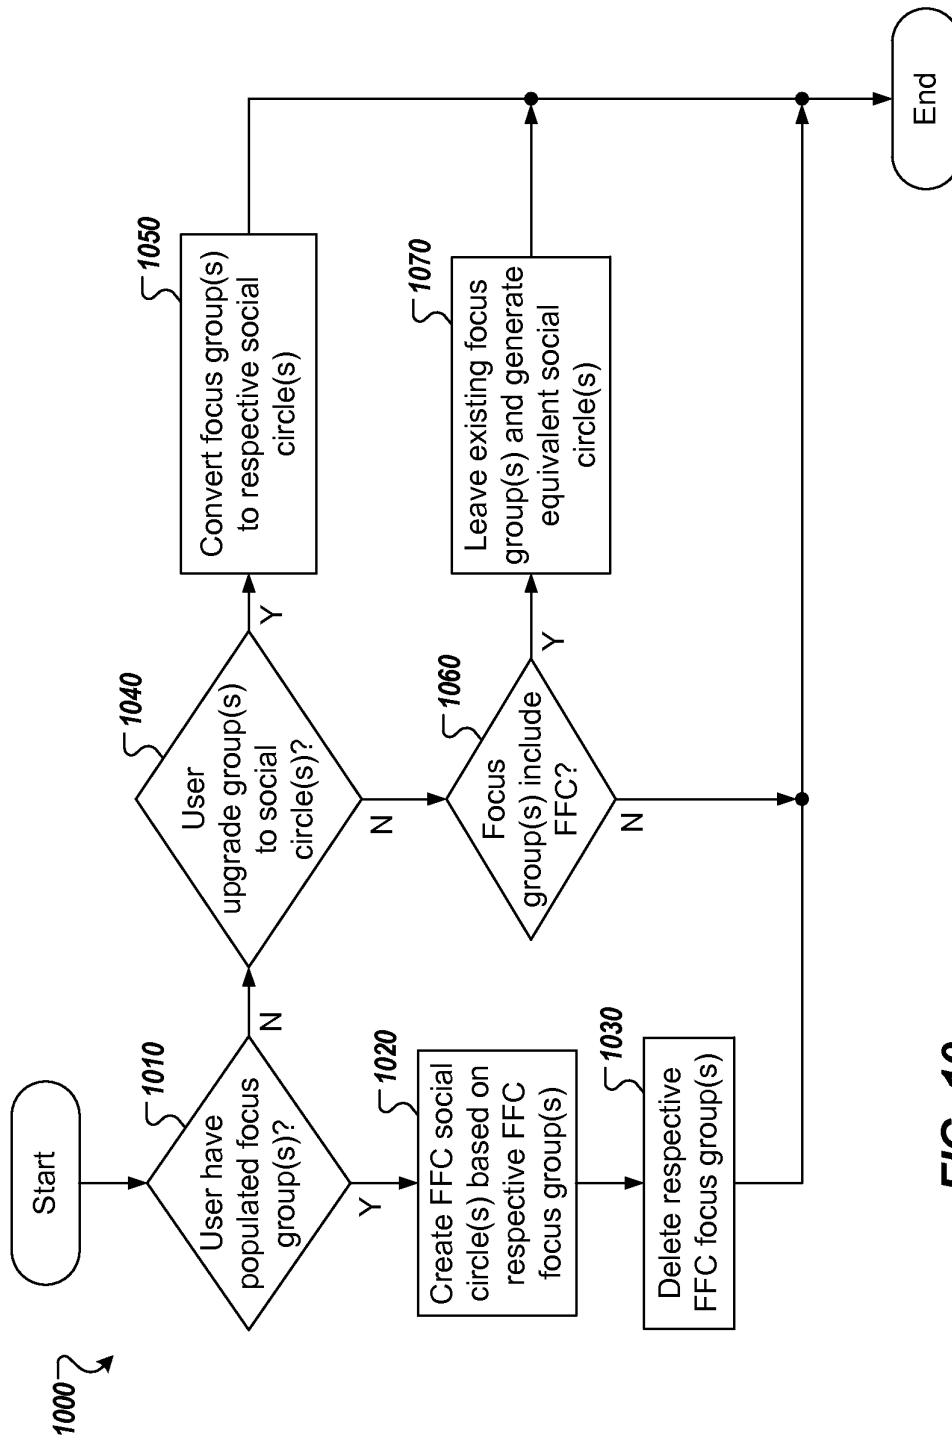 1000
Start
1010
User have
populated focus
group(s)?
N
Y
1020
Create FFC social
circle(s) based on
respective FFC
focus group(s)
1030
Delete respective
FFC focus group(s)
1040
User
upgrade group(s)
to social
circle(s)?
Y
N
1050
Convert focus group(s)
to respective social
circle(s)
1060
Focus
group(s) include
FFC?
Y
N
1070
Leave existing focus
group(s) and generate
equivalent social
circle(s)
End
FIG. 10